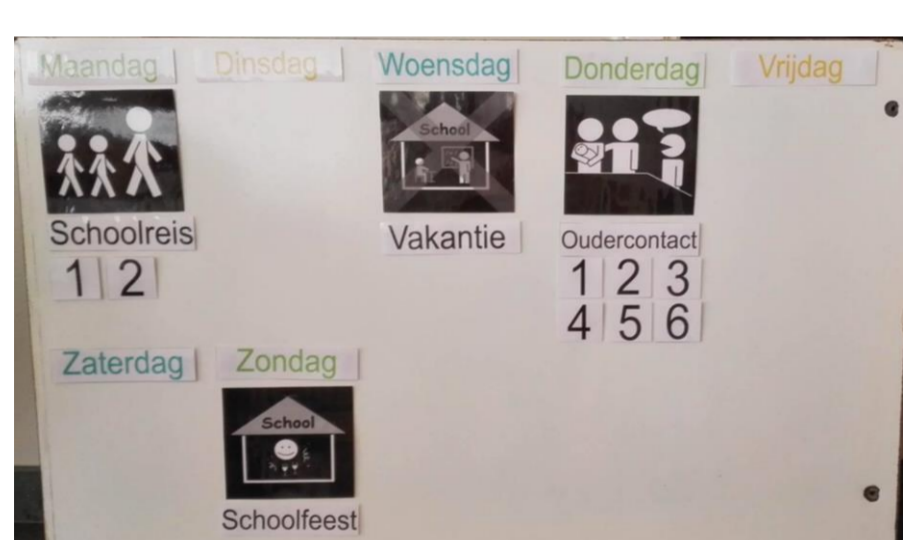 Maandag Dinsdag Woensdag Donderdag Vrijdag
School
Schoolreis Vakantie Oudercontact
1 2 1 2 3
4 5 6
Zaterdag Zondag
School
Schoolfeest